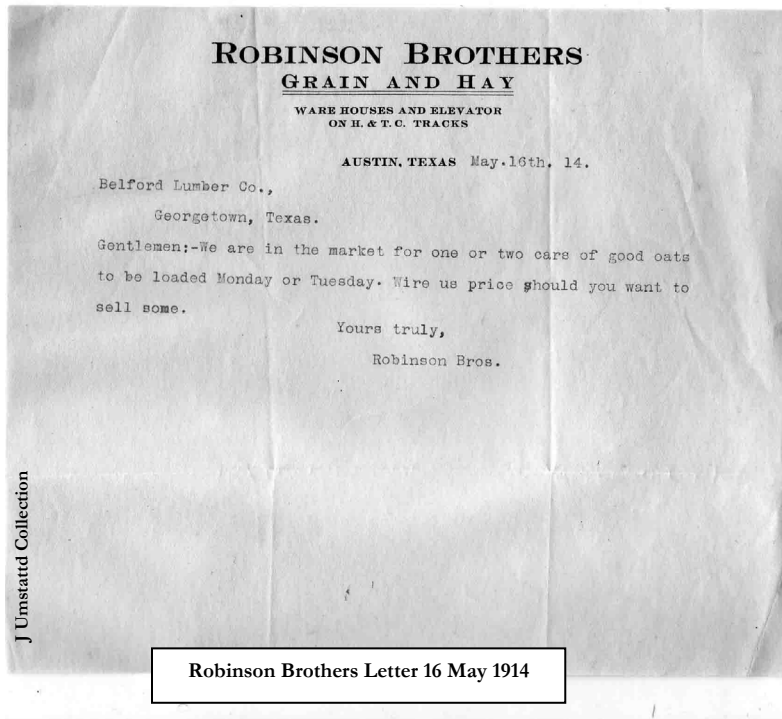 ROBINSON BROTHERS
GRAIN AND HAY
WARE HOUSES AND ELEVATOR
ON H. & T. C. TRACKS
AUSTIN, TEXAS May.16th, 14.
Belford Lumber Co.,
Georgetown, Texas.
Gentlemen:-We are in the market for one or two cars of good oats
to be loaded Monday or Tuesday. Wire us price should you want to
sell some.
Yours truly,
Robinson Bros.
J Umstattd Collection
Robinson Brothers Letter 16 May 1914